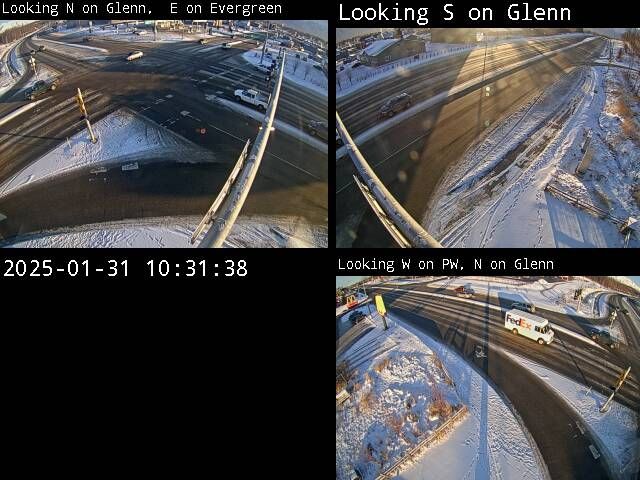 Looking N on Glenn,  E on Evergreen
Looking S on Glenn
2025-01-31 10:31:38
Looking W on PW, N on Glenn
FedEx